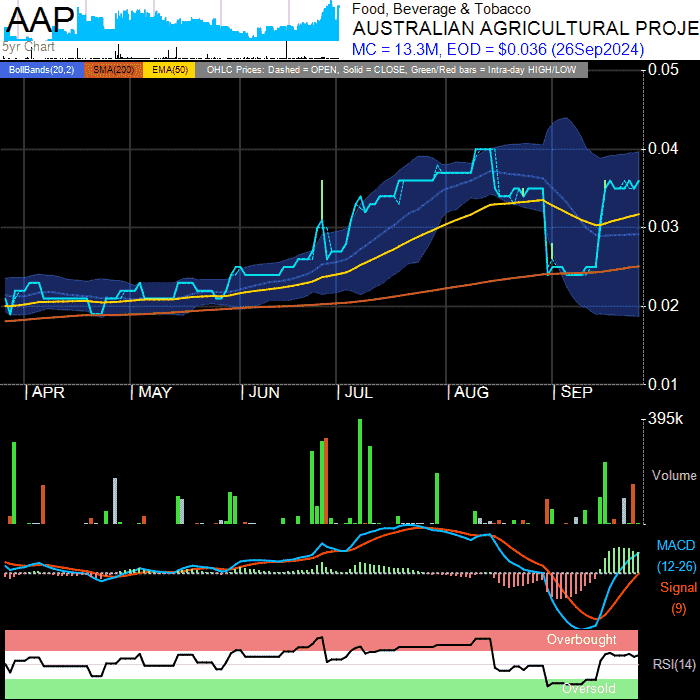 AAP
Food, Beverage & Tobacco
AUSTRALIAN AGRICULTURAL PROJE
MC = 13.3M, EOD = $0.036 (26Sep2024)
5yr Chart
BollBands(20,2) SMA(200) EMA(50) OHLC Prices: Dashed = OPEN, Solid = CLOSE, Green/Red bars = Intra-day HIGH/LOW
0.05
0.04
0.03
0.02
0.01
APR MAY JUN JUL AUG SEP
395k
Volume
MACD
(12-26)
Signal
(9)
Overbought
RSI(14)
Oversold